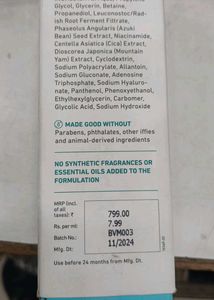 Glycol, Glycerin, Betaine,
Propanediol, Leuconostoc/Rad-
ish Root Ferment Filtrate,
Phaseolus Angularis (Azuki
Bean) Seed Extract, Niacinamide,
Centella Asiatica (Cica) Extract,
Dioscorea Japonica (Mountain
Yam) Extract, Cyclodextrin,
Sodium Polyacrylate, Allantoin,
Sodium Gluconate, Adenosine
Triphosphate, Sodium Hyaluro-
nate, Panthenol, Phenoxyethanol,
Ethylhexylglycerin, Carbomer,
Glycolic Acid, Sodium Hydroxide
MADE GOOD WITHOUT
Parabens, phthalates, other iffies
and animal-derived ingredients
NO SYNTHETIC FRAGRANCES OR
ESSENTIAL OILS ADDED TO THE
FORMULATION
MRP (Incl. of all taxes): ₹ 799.00
Rs. per ml: 7.99
Batch No.: BVM003
Mfg. Dt: 11/2024
Use before 24 months from Mfg. Dt.